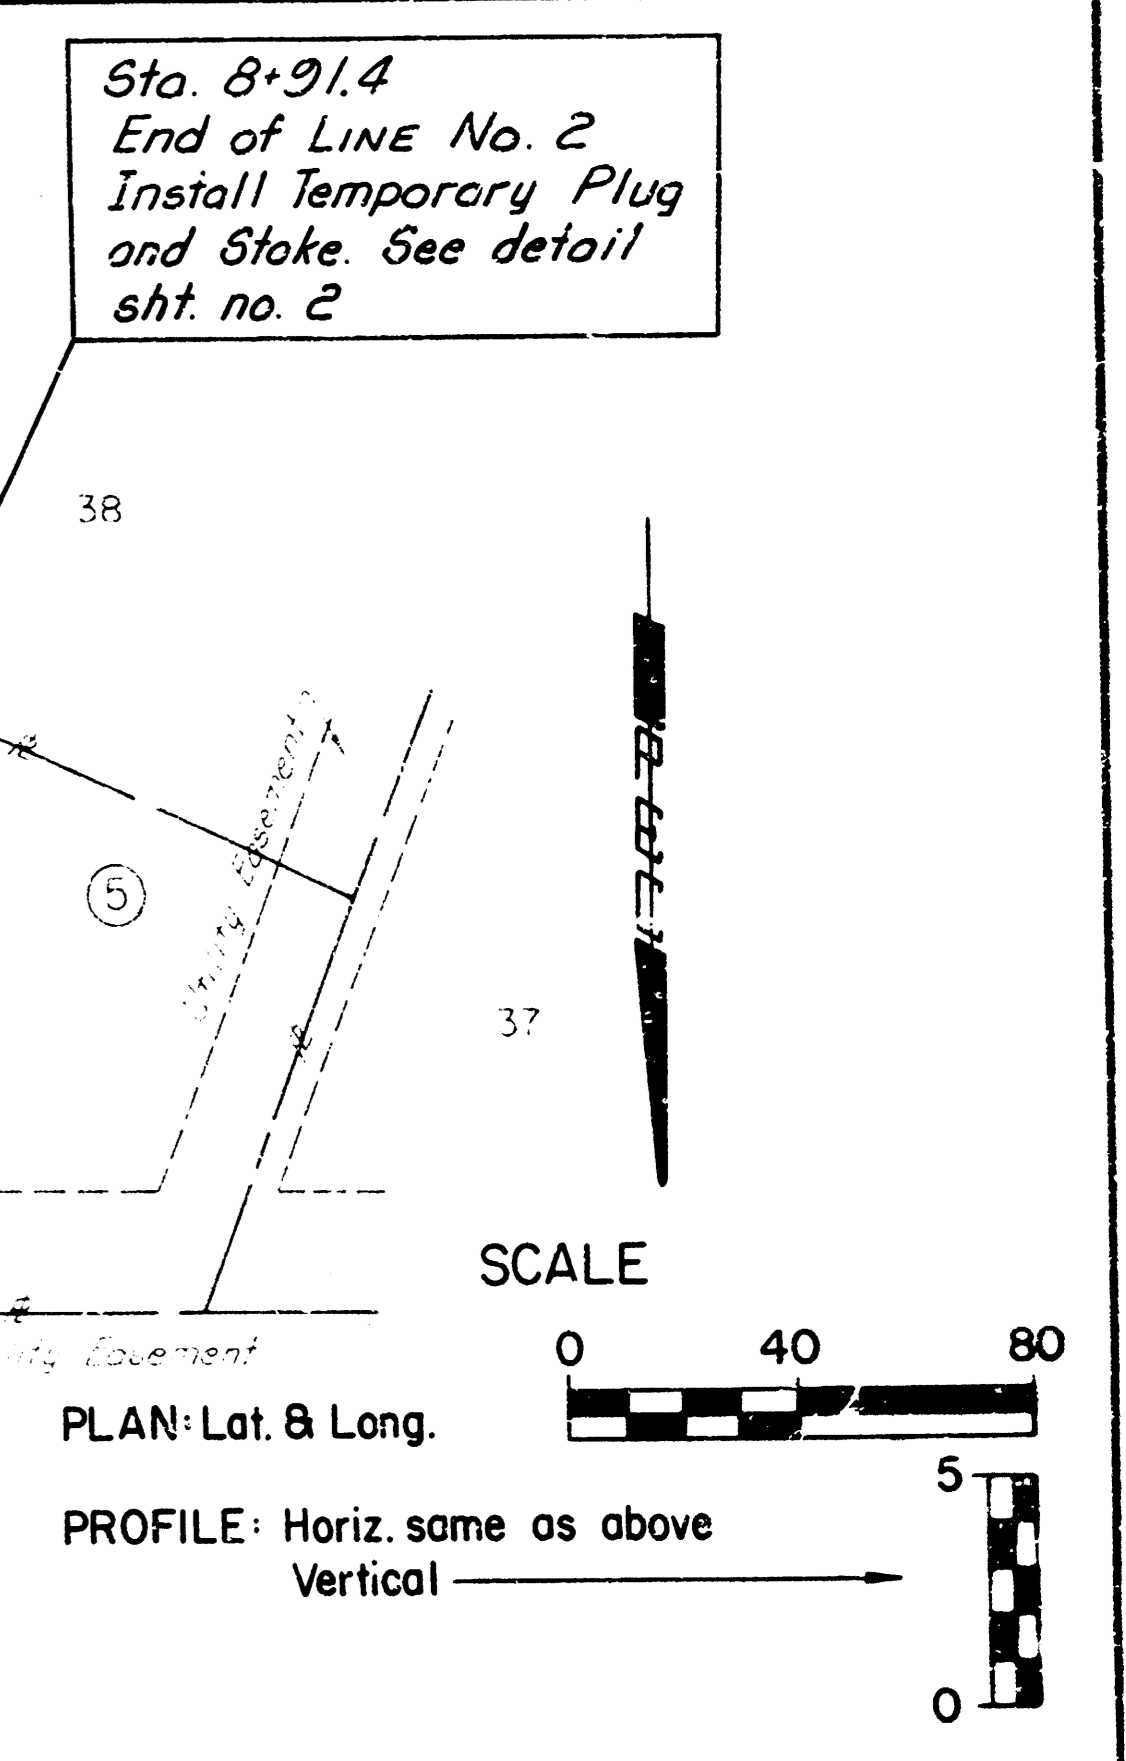 Sta. 8+91.4
End of LINE No. 2
Install Temporary Plug
and Stake. See detail
sht. no. 2
38
Utility Easement
5
37
SCALE
0 40 80
Easement
PLAN: Lat. & Long.
5
PROFILE: Horiz. same as above
Vertical
0